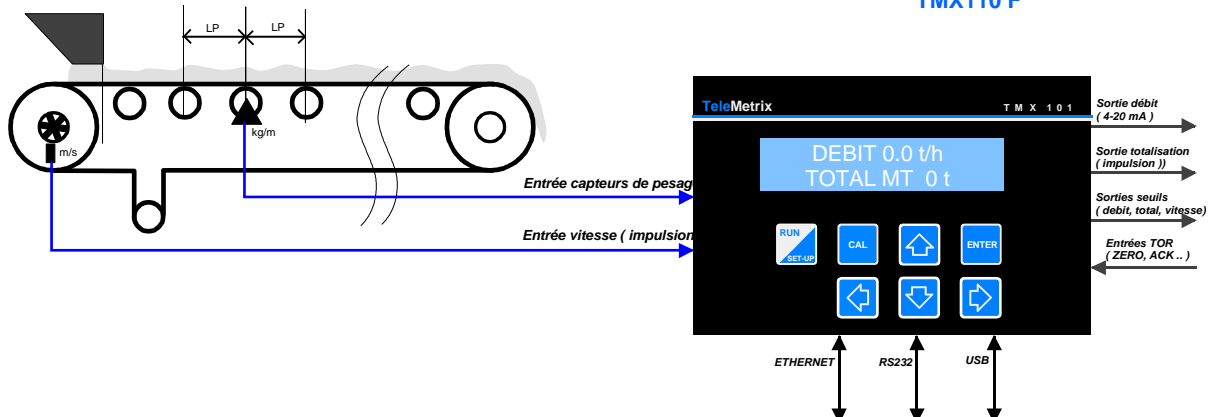 TMX110 F
LP LP
kg/m
m/s
TeleMetrix
T M X 1 0 1
DEBIT 0.0 t/h
TOTAL MT 0 t
RUN
SET-UP
CAL
ENTER
Entrée capteurs de pesag
Entrée vitesse ( impulsion
Sortie débit
( 4-20 mA )
Sortie totalisation
( impulsion ))
Sorties seuils
( debit, total, vitesse)
Entrées TOR
( ZERO, ACK .. )
ETHERNET
RS232
USB